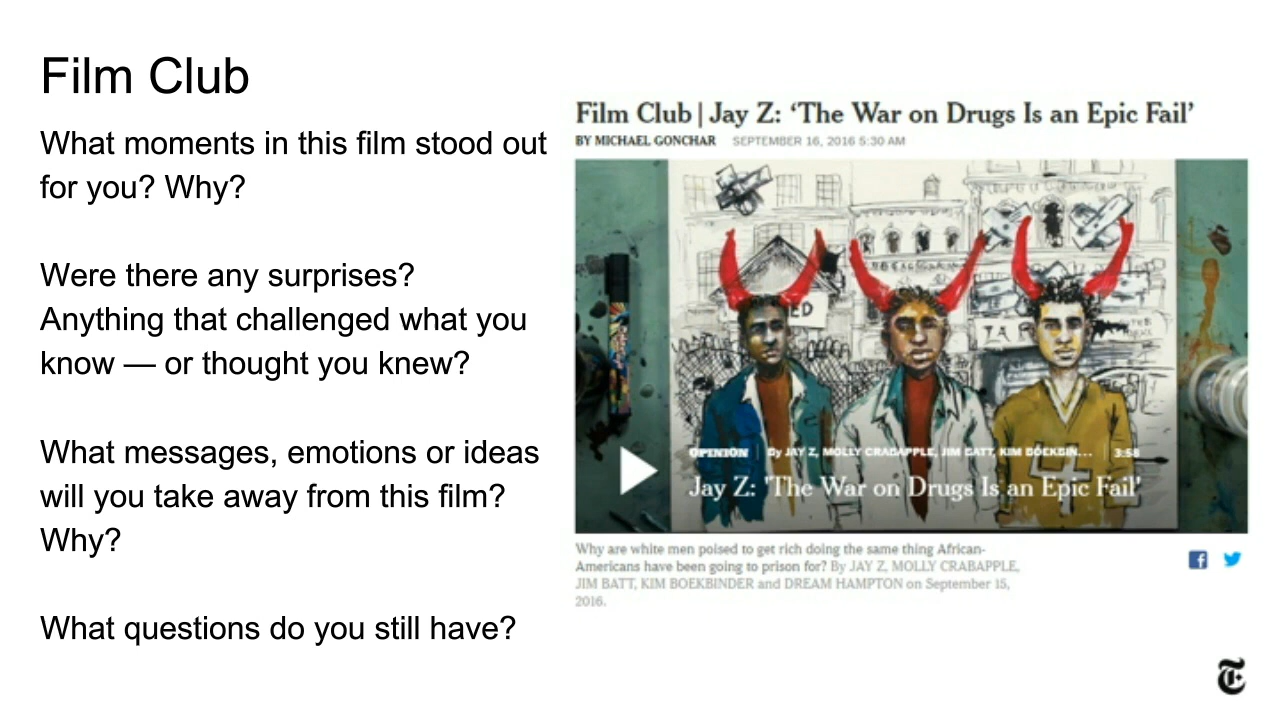 Film Club
What moments in this film stood out
for you? Why?
Were there any surprises?
Anything that challenged what you
know — or thought you knew?
What messages, emotions or ideas
will you take away from this film?
Why?
What questions do you still have?
Film Club | Jay Z: ‘The War on Drugs Is an Epic Fail’
BY MICHAEL GONCHAR SEPTEMBER 16, 2016 5:30 AM
ED
TAR
OPINION By JAY Z, MOLLY CRABAPPLE, JIM BATT, KIM BOEKBIN... 3:58
Jay Z: 'The War on Drugs Is an Epic Fail'
Why are white men poised to get rich doing the same thing African-
Americans have been going to prison for? By JAY Z, MOLLY CRABAPPLE,
JIM BATT, KIM BOEKBINDER and DREAM HAMPTON on September 15,
2016.